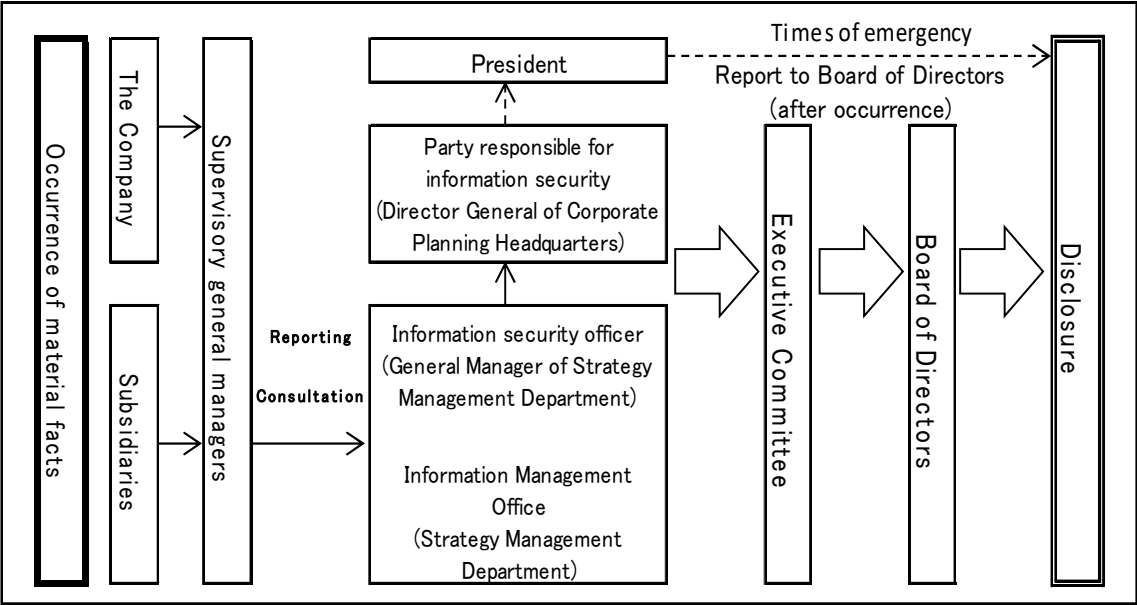 Occurrence of material facts
The Company
Subsidiaries
Supervisory general managers
Reporting
Consultation
President
Party responsible for
information security
(Director General of Corporate
Planning Headquarters)
Information security officer
(General Manager of Strategy
Management Department)
Information Management
Office
(Strategy Management
Department)
Times of emergency
Report to Board of Directors
(after occurrence)
Executive Committee
Board of Directors
Disclosure